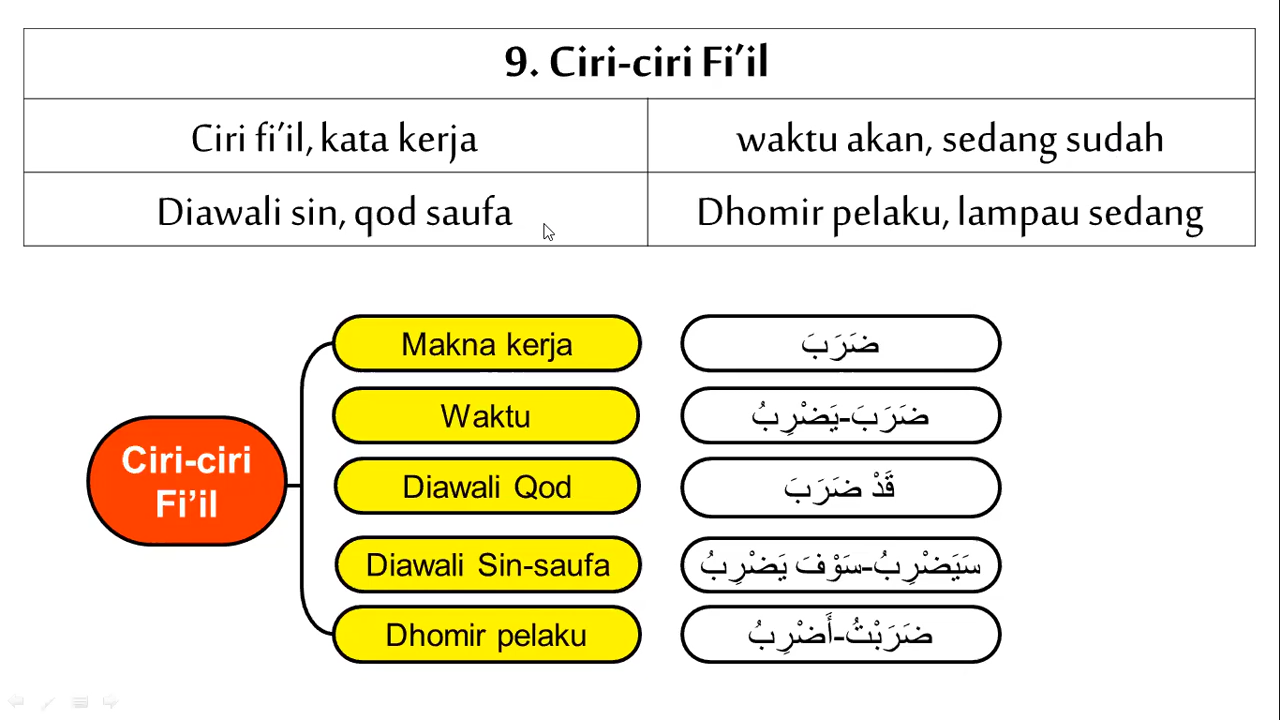 9. Ciri-ciri Fi’il
Ciri fi’il, kata kerja
waktu akan, sedang sudah
Diawali sin, qod saufa
Dhomir pelaku, lampau sedang
Ciri-ciri
Fi’il
Makna kerja
ضَرَبَ
Waktu
ضَرَبَ-يَضْرِبُ
Diawali Qod
قَدْ ضَرَبَ
Diawali Sin-saufa
سَيَضْرِبُ-سَوْفَ يَضْرِبُ
Dhomir pelaku
ضَرَبْتُ-أَضْرِبُ